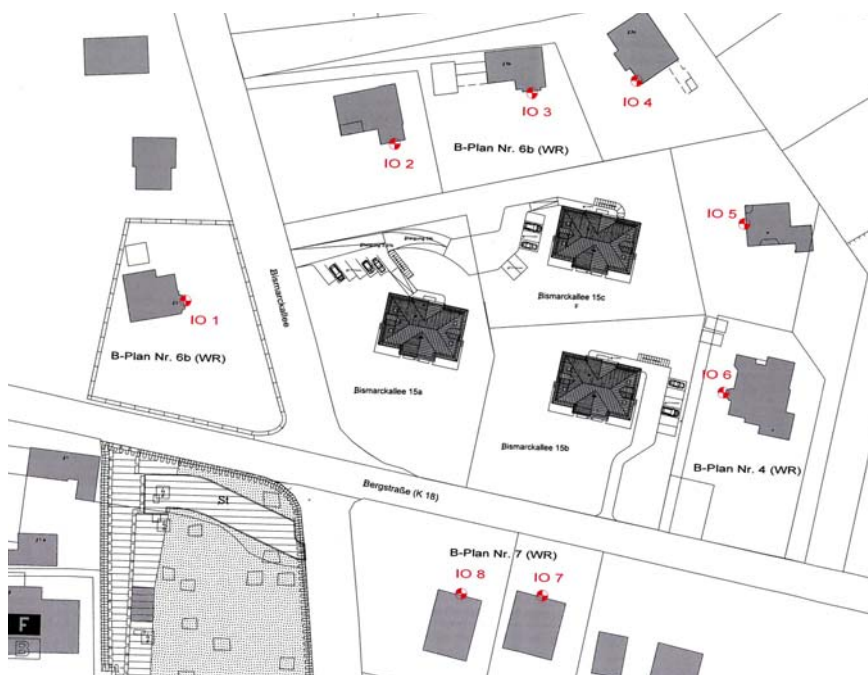 IO 4
IO 3
B-Plan Nr. 6b (WR)
IO 2
IO 5
Bismarckallee
Bismarckallee 15c
IO 1
B-Plan Nr. 6b (WR)
IO 6
Bismarckallee 15a
Bismarckallee 15b
B-Plan Nr. 4 (WR)
Bergstraße (K 18)
St
B-Plan Nr. 7 (WR)
IO 8
IO 7
F